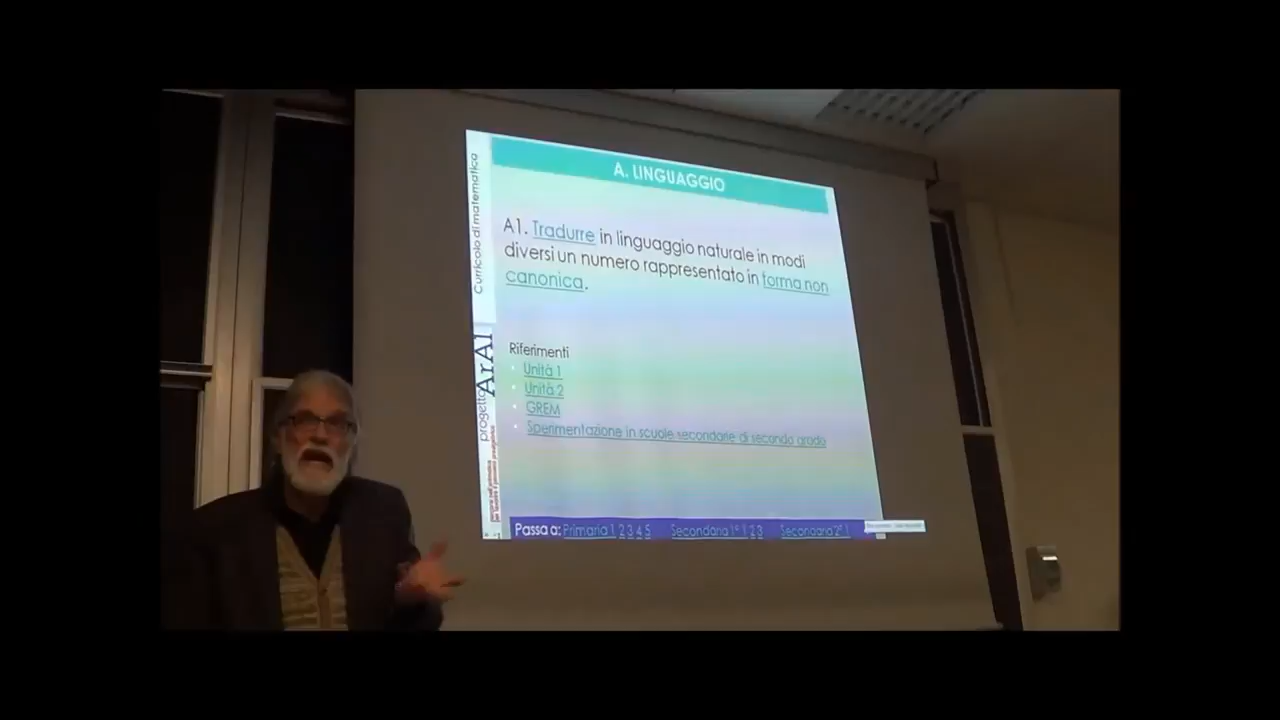 A. LINGUAGGIO
Curricolo di matematica
A1. Tradurre in linguaggio naturale in modi
diversi un numero rappresentato in forma non
canonica.
Riferimenti
Unità 1
Unità 2
GREM
Sperimentazione in scuole secondarie di secondo grado
progetto ArAl
Passa a: Primaria 1 2 3 4 5 Secondaria 1° 1 2 3 Secondaria 2° 1